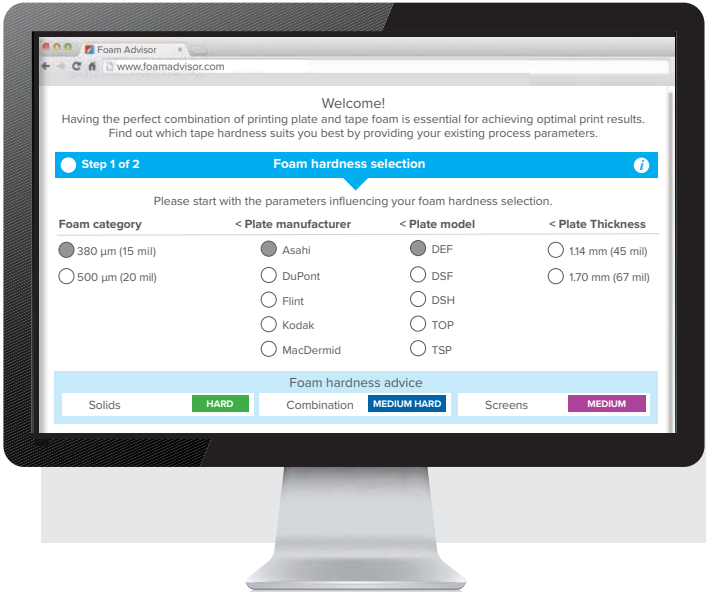 Foam Advisor
www.foamadvisor.com
Welcome!
Having the perfect combination of printing plate and tape foam is essential for achieving optimal print results.
Find out which tape hardness suits you best by providing your existing process parameters.
Step 1 of 2 Foam hardness selection i
Please start with the parameters influencing your foam hardness selection.
Foam category < Plate manufacturer < Plate model < Plate Thickness
380 µm (15 mil) Asahi DEF 1.14 mm (45 mil)
500 µm (20 mil) DuPont DSF 1.70 mm (67 mil)
Flint DSH
Kodak TOP
MacDermid TSP
Foam hardness advice
Solids HARD Combination MEDIUM HARD Screens MEDIUM